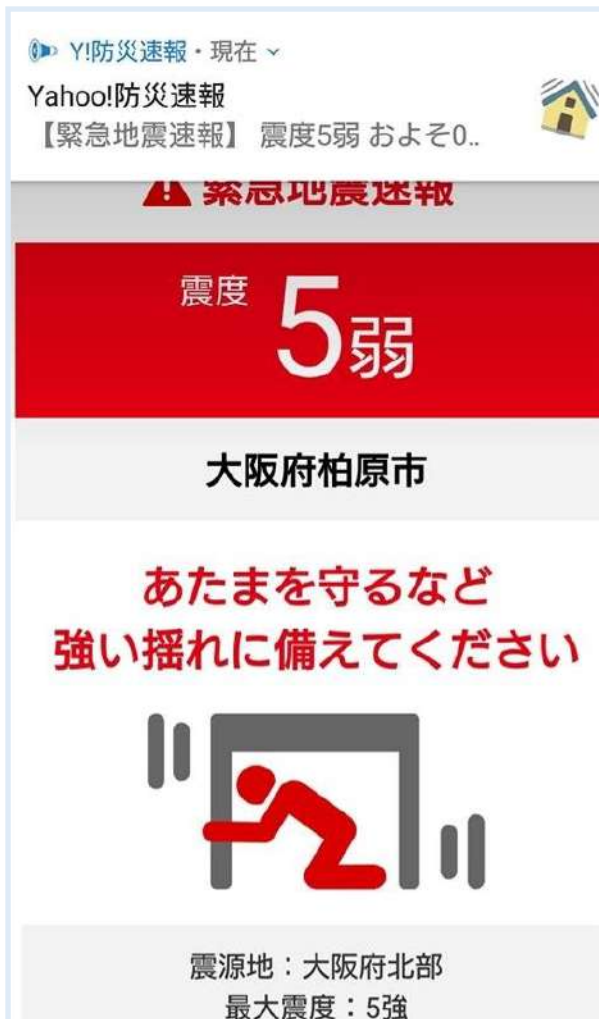 Y!防災速報・現在
Yahoo!防災速報
【緊急地震速報】 震度5弱 およそ0..
緊急地震速報
震度 5弱
大阪府柏原市
あたまを守るなど
強い揺れに備えてください
震源地：大阪府北部
最大震度：5強